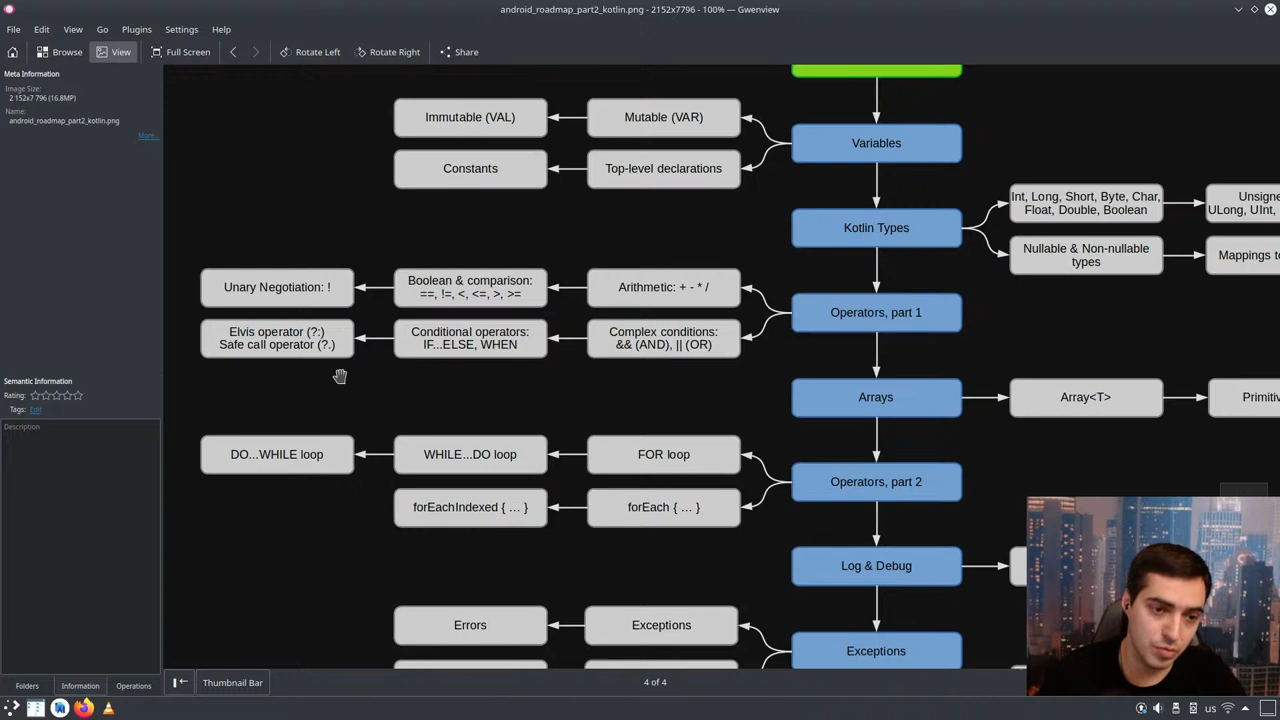 android_roadmap_part2_kotlin.png - 2152x7796 - 100% — Gwenview
File Edit View Go Plugins Settings Help
Browse View Full Screen Rotate Left Rotate Right Share
Meta Information
Image Size:
2 152x7 796 (16.8MP)
Name:
android_roadmap_part2_kotlin.png
More...
Immutable (VAL)
Mutable (VAR)
Variables
Constants
Top-level declarations
Kotlin Types
Int, Long, Short, Byte, Char,
Float, Double, Boolean
Unsigne
ULong, UInt,
Nullable & Non-nullable
types
Mappings to
Unary Negotiation: !
Boolean & comparison:
==, !=, <, <=, >, >=
Arithmetic: + - * /
Operators, part 1
Elvis operator (?:)
Safe call operator (?.)
Conditional operators:
IF...ELSE, WHEN
Complex conditions:
&& (AND), || (OR)
Arrays
Array<T>
Primitiv
Semantic Information
Rating:
Tags: Edit
Description
DO...WHILE loop
WHILE...DO loop
FOR loop
Operators, part 2
forEachIndexed { ... }
forEach { ... }
Log & Debug
Errors
Exceptions
Exceptions
Folders Information Operations
Thumbnail Bar
4 of 4
us